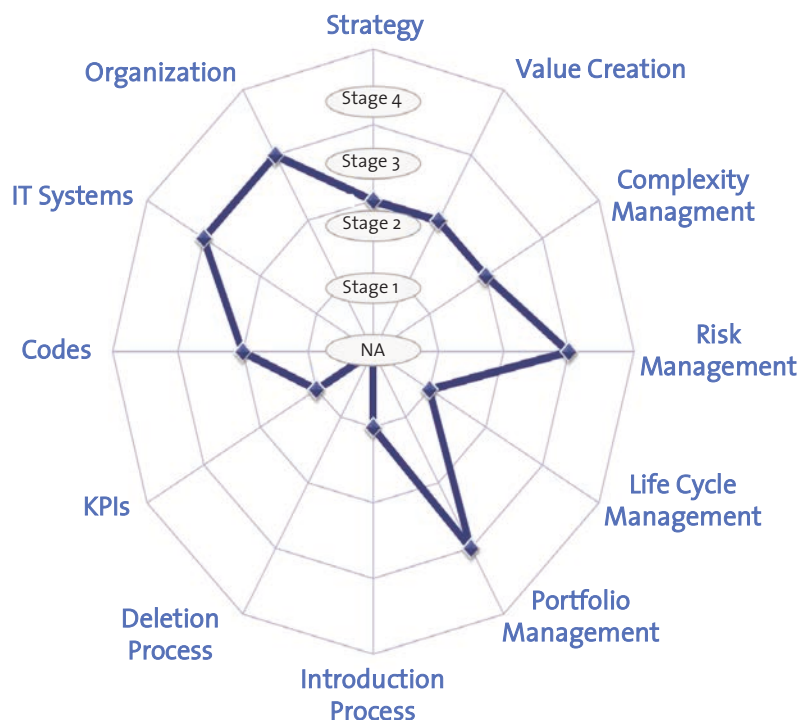 Strategy
Organization
Value Creation
Stage 4
Stage 3
IT Systems
Complexity
Managment
Stage 2
Stage 1
Codes
NA
Risk
Management
KPIs
Life Cycle
Management
Deletion
Process
Portfolio
Management
Introduction
Process